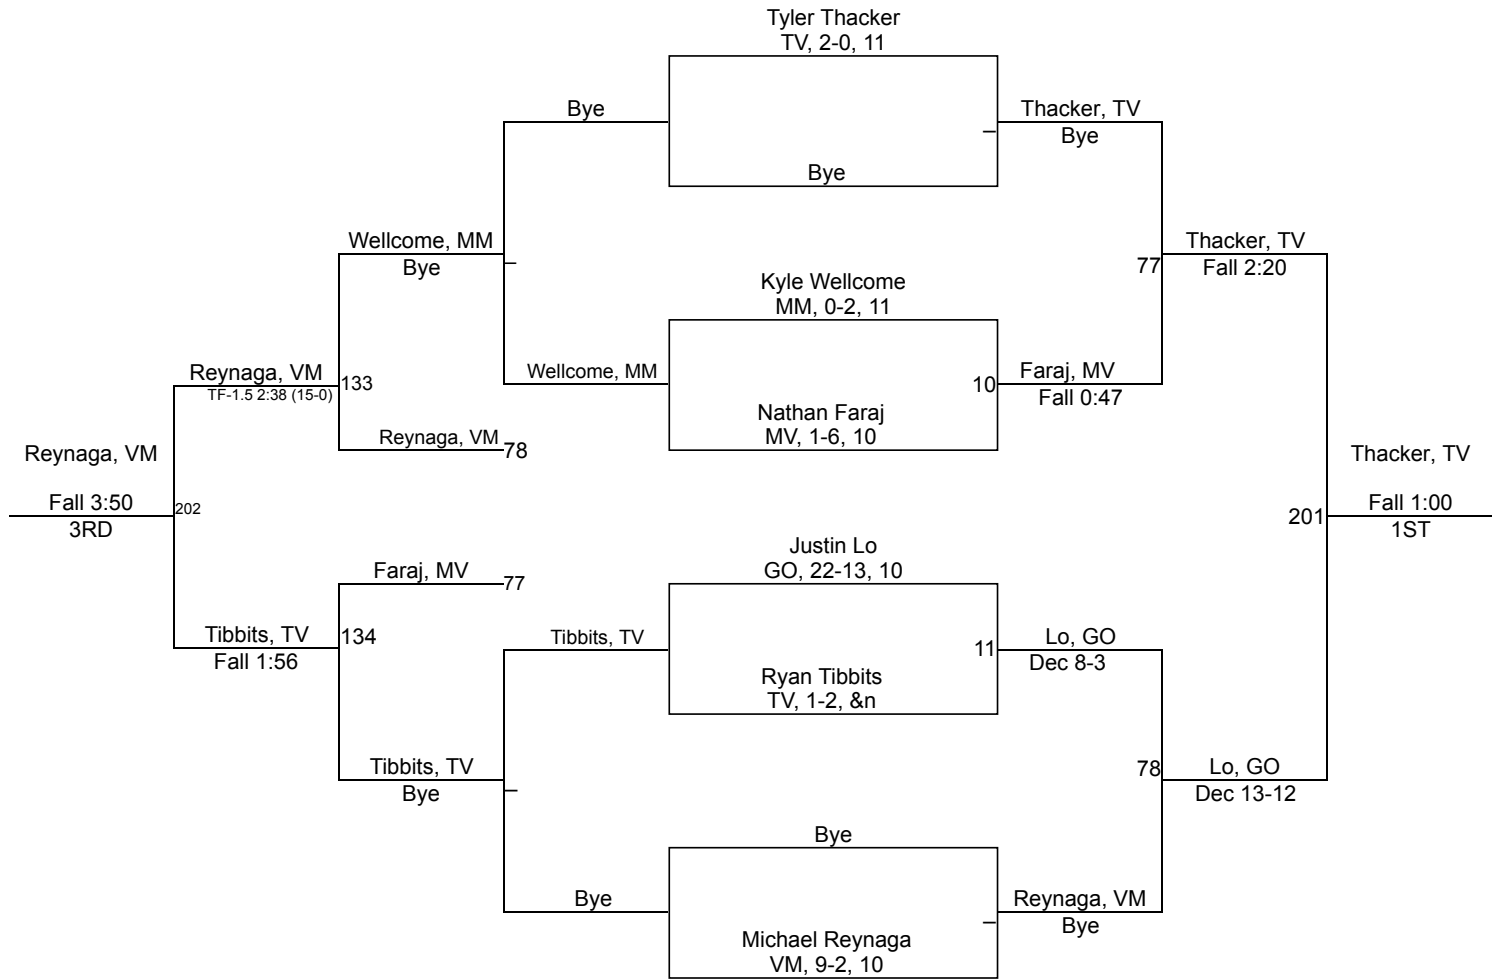 Tyler Thacker
TV, 2-0, 11
Bye
Thacker, TV
Bye
Bye
Wellcome, MM
Bye
Thacker, TV
77
Fall 2:20
Kyle Wellcome
MM, 0-2, 11
Wellcome, MM
Reynaga, VM
133
TF-1.5 2:38 (15-0)
10
Faraj, MV
Fall 0:47
Nathan Faraj
MV, 1-6, 10
Reynaga, VM
78
Reynaga, VM
Thacker, TV
Fall 3:50
202
3RD
201
Fall 1:00
1ST
Justin Lo
GO, 22-13, 10
Faraj, MV
77
Tibbits, TV
134
Fall 1:56
Tibbits, TV
11
Lo, GO
Dec 8-3
Ryan Tibbits
TV, 1-2, &n
Tibbits, TV
Bye
78
Lo, GO
Dec 13-12
Bye
Bye
Reynaga, VM
Bye
Michael Reynaga
VM, 9-2, 10